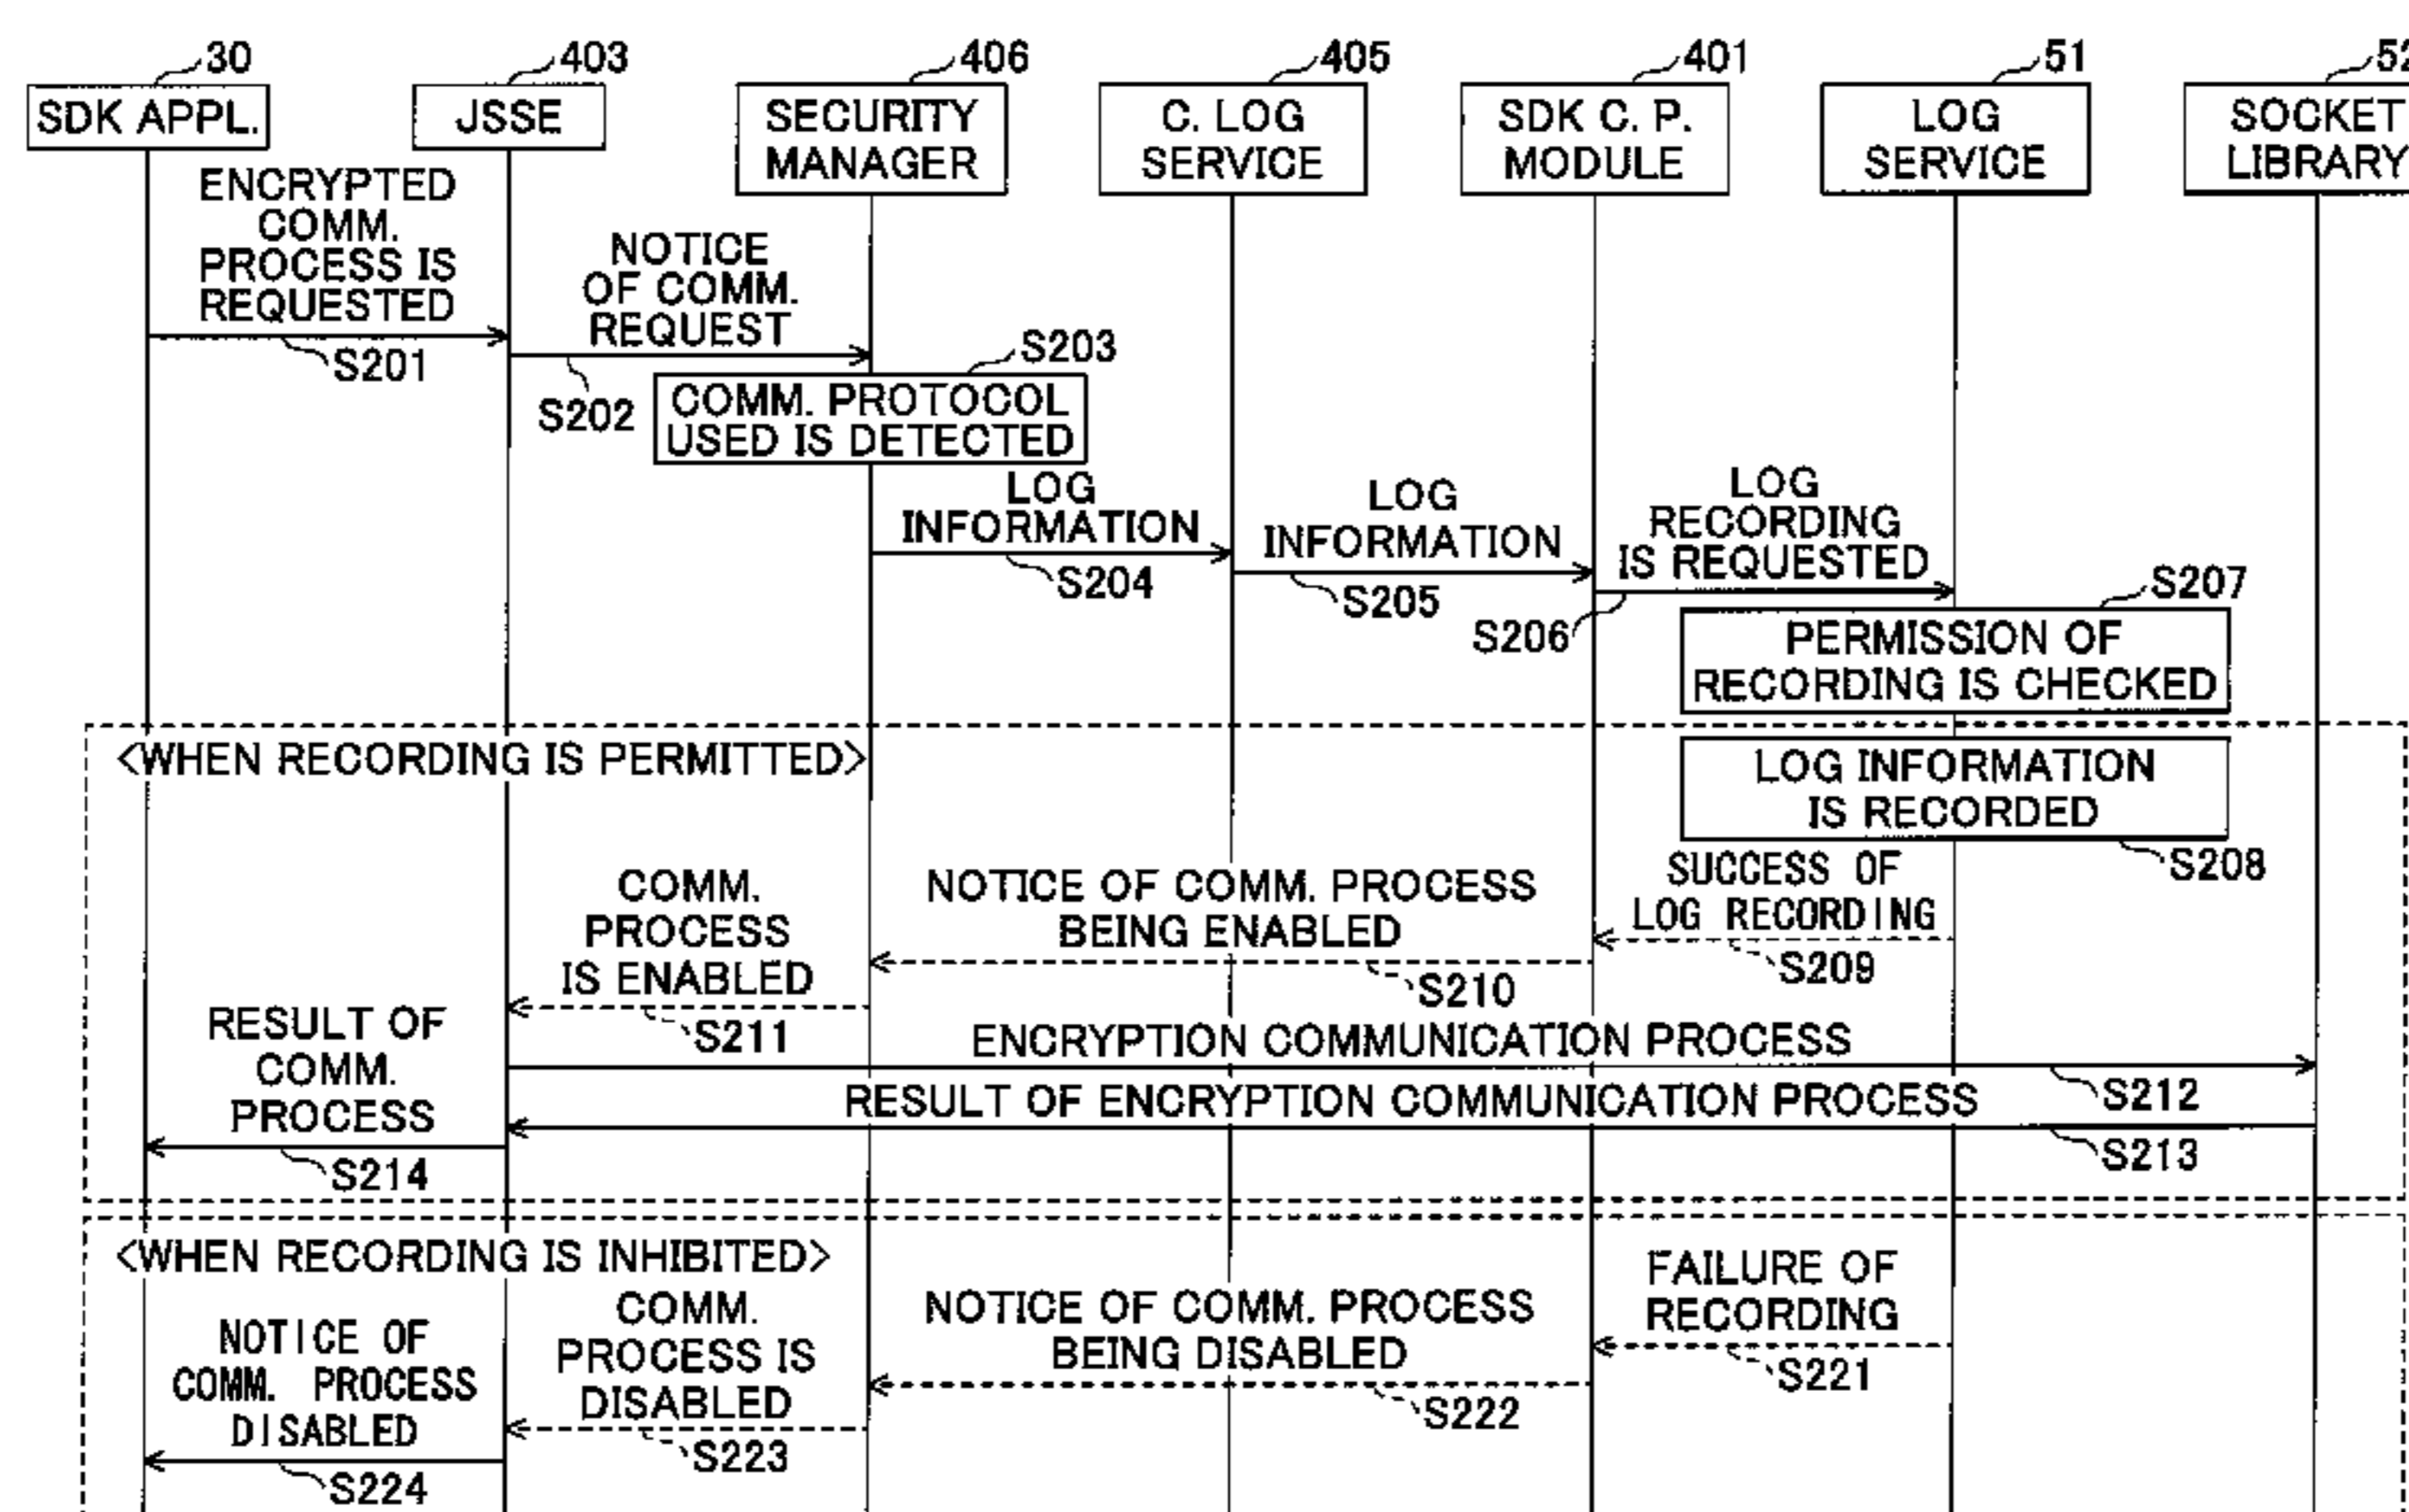 30
403
406
405
401
51
52
SDK APPL.
JSSE
SECURITY
MANAGER
C. LOG
SERVICE
SDK C. P.
MODULE
LOG
SERVICE
SOCKET
LIBRARY
ENCRYPTED
COMM.
PROCESS IS
REQUESTED
S201
NOTICE
OF COMM.
REQUEST
S202
S203
COMM. PROTOCOL
USED IS DETECTED
LOG
INFORMATION
S204
LOG
INFORMATION
S205
LOG
RECORDING
IS REQUESTED
S206
S207
PERMISSION OF
RECORDING IS CHECKED
<WHEN RECORDING IS PERMITTED>
LOG INFORMATION
IS RECORDED
S208
SUCCESS OF
LOG RECORDING
S209
NOTICE OF COMM. PROCESS
BEING ENABLED
S210
COMM.
PROCESS
IS ENABLED
S211
ENCRYPTION COMMUNICATION PROCESS
S212
RESULT OF ENCRYPTION COMMUNICATION PROCESS
S213
RESULT OF
COMM.
PROCESS
S214
<WHEN RECORDING IS INHIBITED>
FAILURE OF
RECORDING
S221
NOTICE OF COMM. PROCESS
BEING DISABLED
S222
COMM.
PROCESS IS
DISABLED
S223
NOTICE OF
COMM. PROCESS
DISABLED
S224